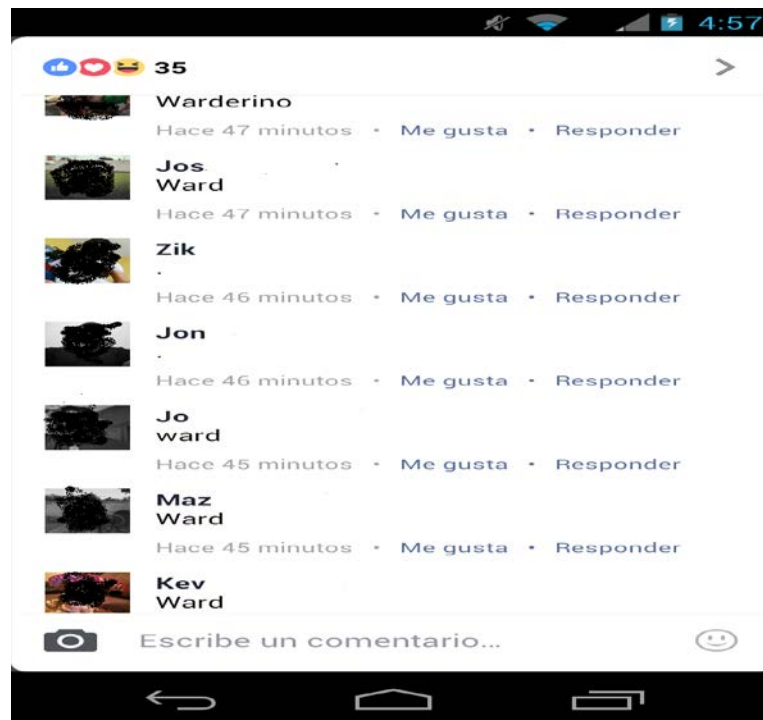 4:57
35 >
Warderino
Hace 47 minutos • Me gusta • Responder
Jos
Ward
Hace 47 minutos • Me gusta • Responder
Zik
.
Hace 46 minutos • Me gusta • Responder
Jon
.
Hace 46 minutos • Me gusta • Responder
Jo
ward
Hace 45 minutos • Me gusta • Responder
Maz
Ward
Hace 45 minutos • Me gusta • Responder
Kev
Ward
Escribe un comentario...